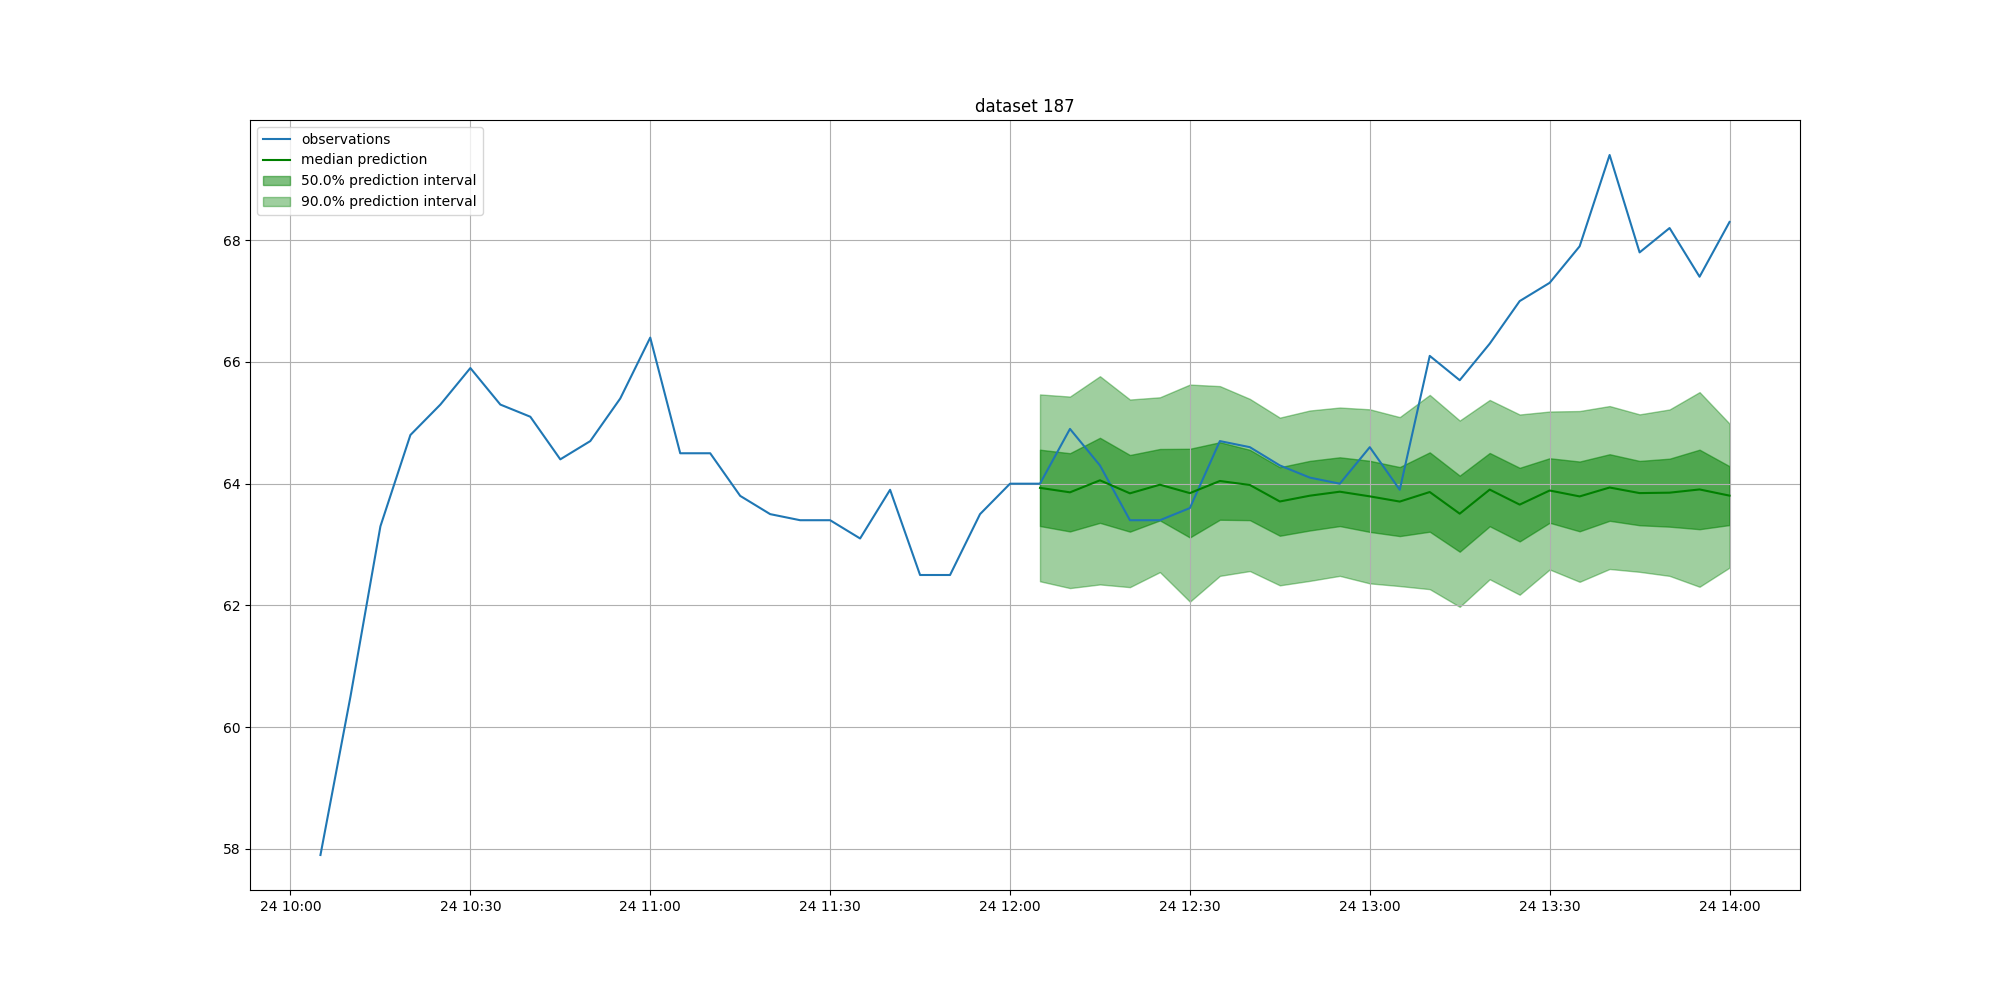 dataset 187
observations
median prediction
50.0% prediction interval
90.0% prediction interval
68
66
64
62
60
58
24 10:00 24 10:30 24 11:00 24 11:30 24 12:00 24 12:30 24 13:00 24 13:30 24 14:00